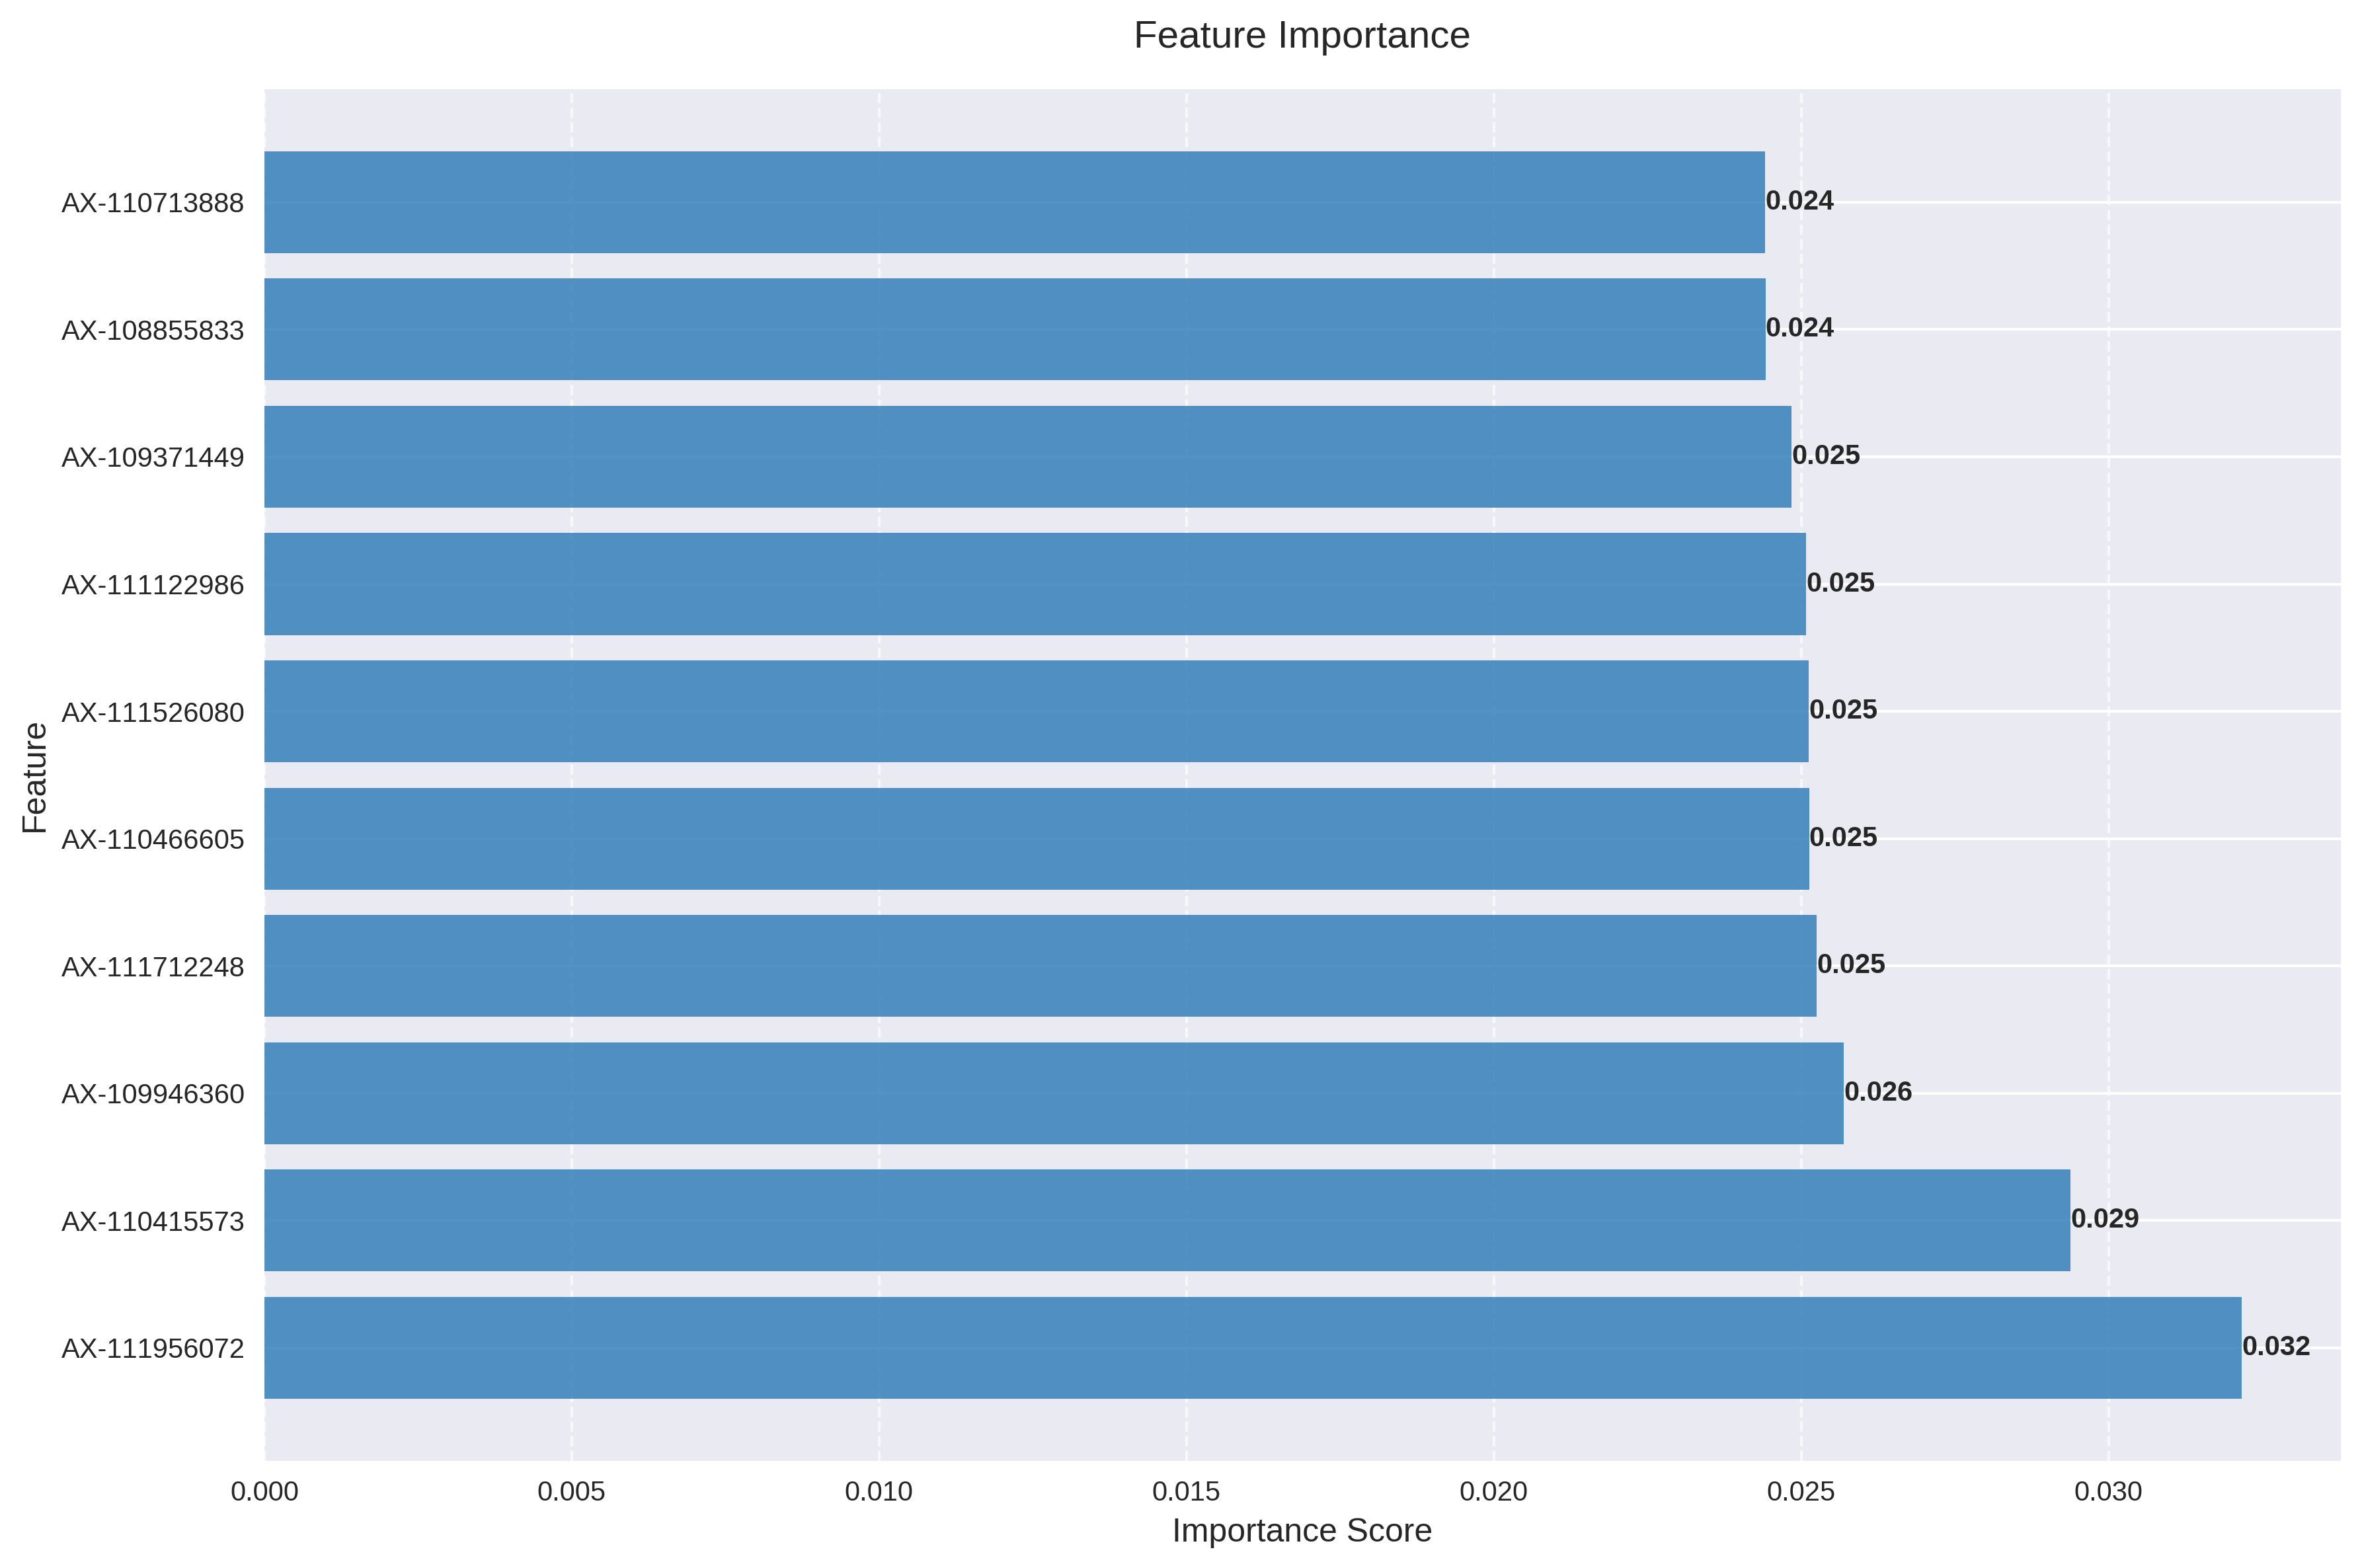 Feature Importance
AX-110713888 0.024
AX-108855833 0.024
AX-109371449 0.025
AX-111122986 0.025
AX-111526080 0.025
AX-110466605 0.025
AX-111712248 0.025
AX-109946360 0.026
AX-110415573 0.029
AX-111956072 0.032
Feature
0.000 0.005 0.010 0.015 0.020 0.025 0.030
Importance Score